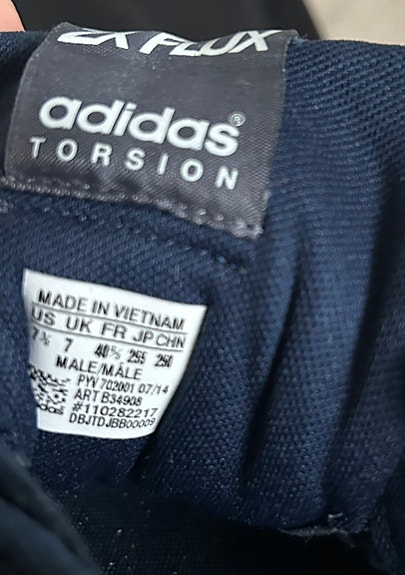 ZX FLUX
adidas®
TORSION
MADE IN VIETNAM
US UK FR JP CHN
7½ 7 40⅔ 255 250
MALE/MÂLE
PW 702001 07/14
ART B34908
#110282217
DBJTDJBB00009